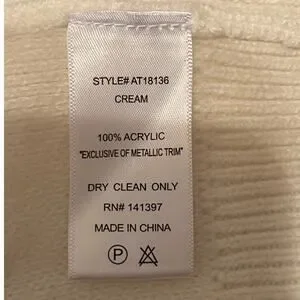 STYLE# AT18136
CREAM
100% ACRYLIC
"EXCLUSIVE OF METALLIC TRIM"
DRY CLEAN ONLY
RN# 141397
MADE IN CHINA
P